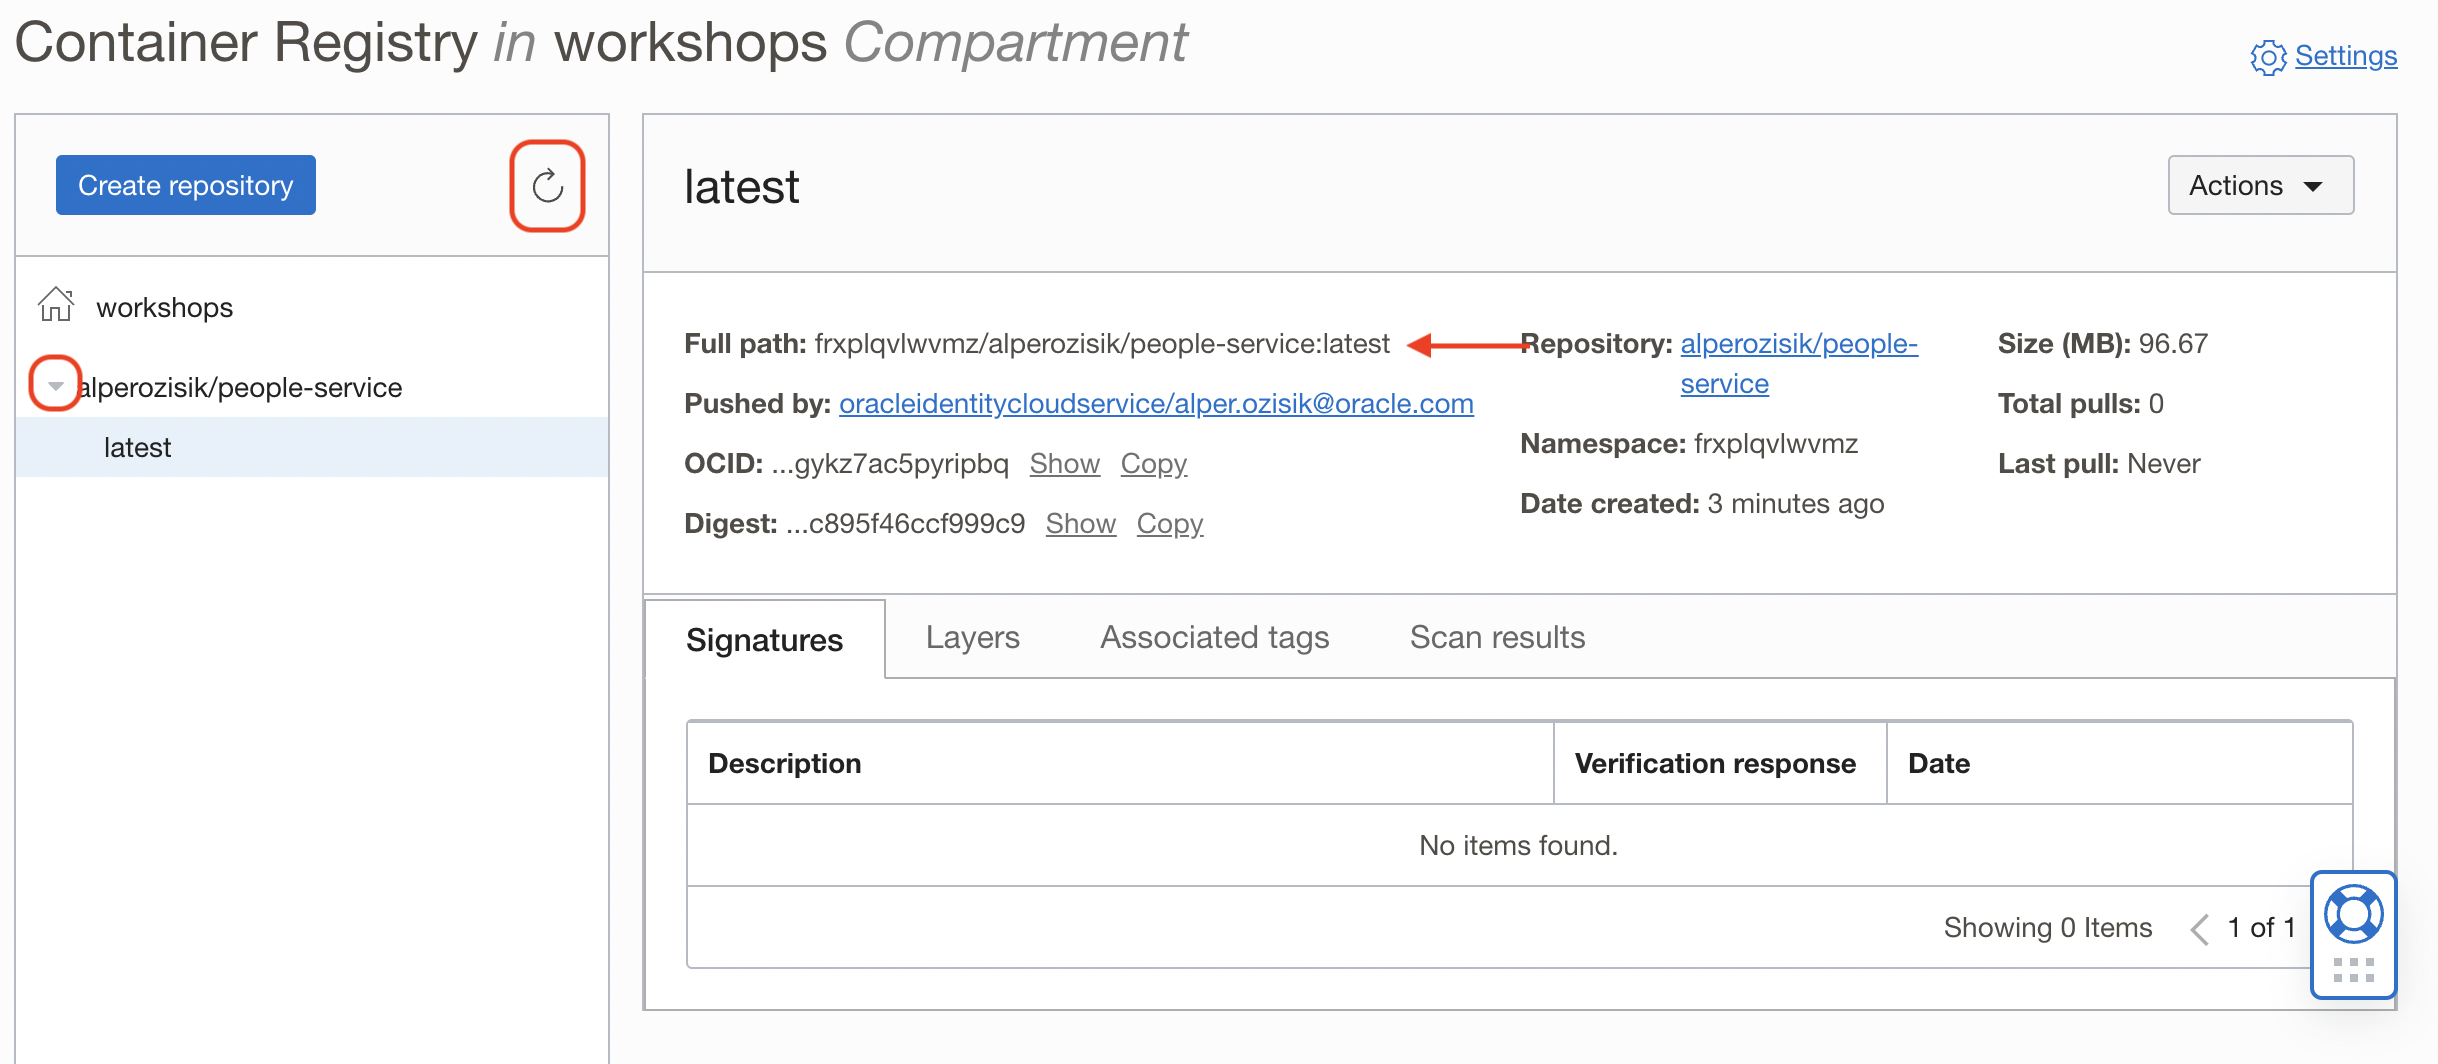 Container Registry in workshops Compartment
Settings
Create repository
workshops
alperozisik/people-service
latest
latest
Actions
Full path: frxplqvlwvmz/alperozisik/people-service:latest
Pushed by: oracleidentitycloudservice/alper.ozisik@oracle.com
OCID: ...gykz7ac5pyripbq Show Copy
Digest: ...c895f46ccf999c9 Show Copy
Repository: alperozisik/people-
service
Namespace: frxplqvlwvmz
Date created: 3 minutes ago
Size (MB): 96.67
Total pulls: 0
Last pull: Never
Signatures Layers Associated tags Scan results
Description Verification response Date
No items found.
Showing 0 Items 1 of 1